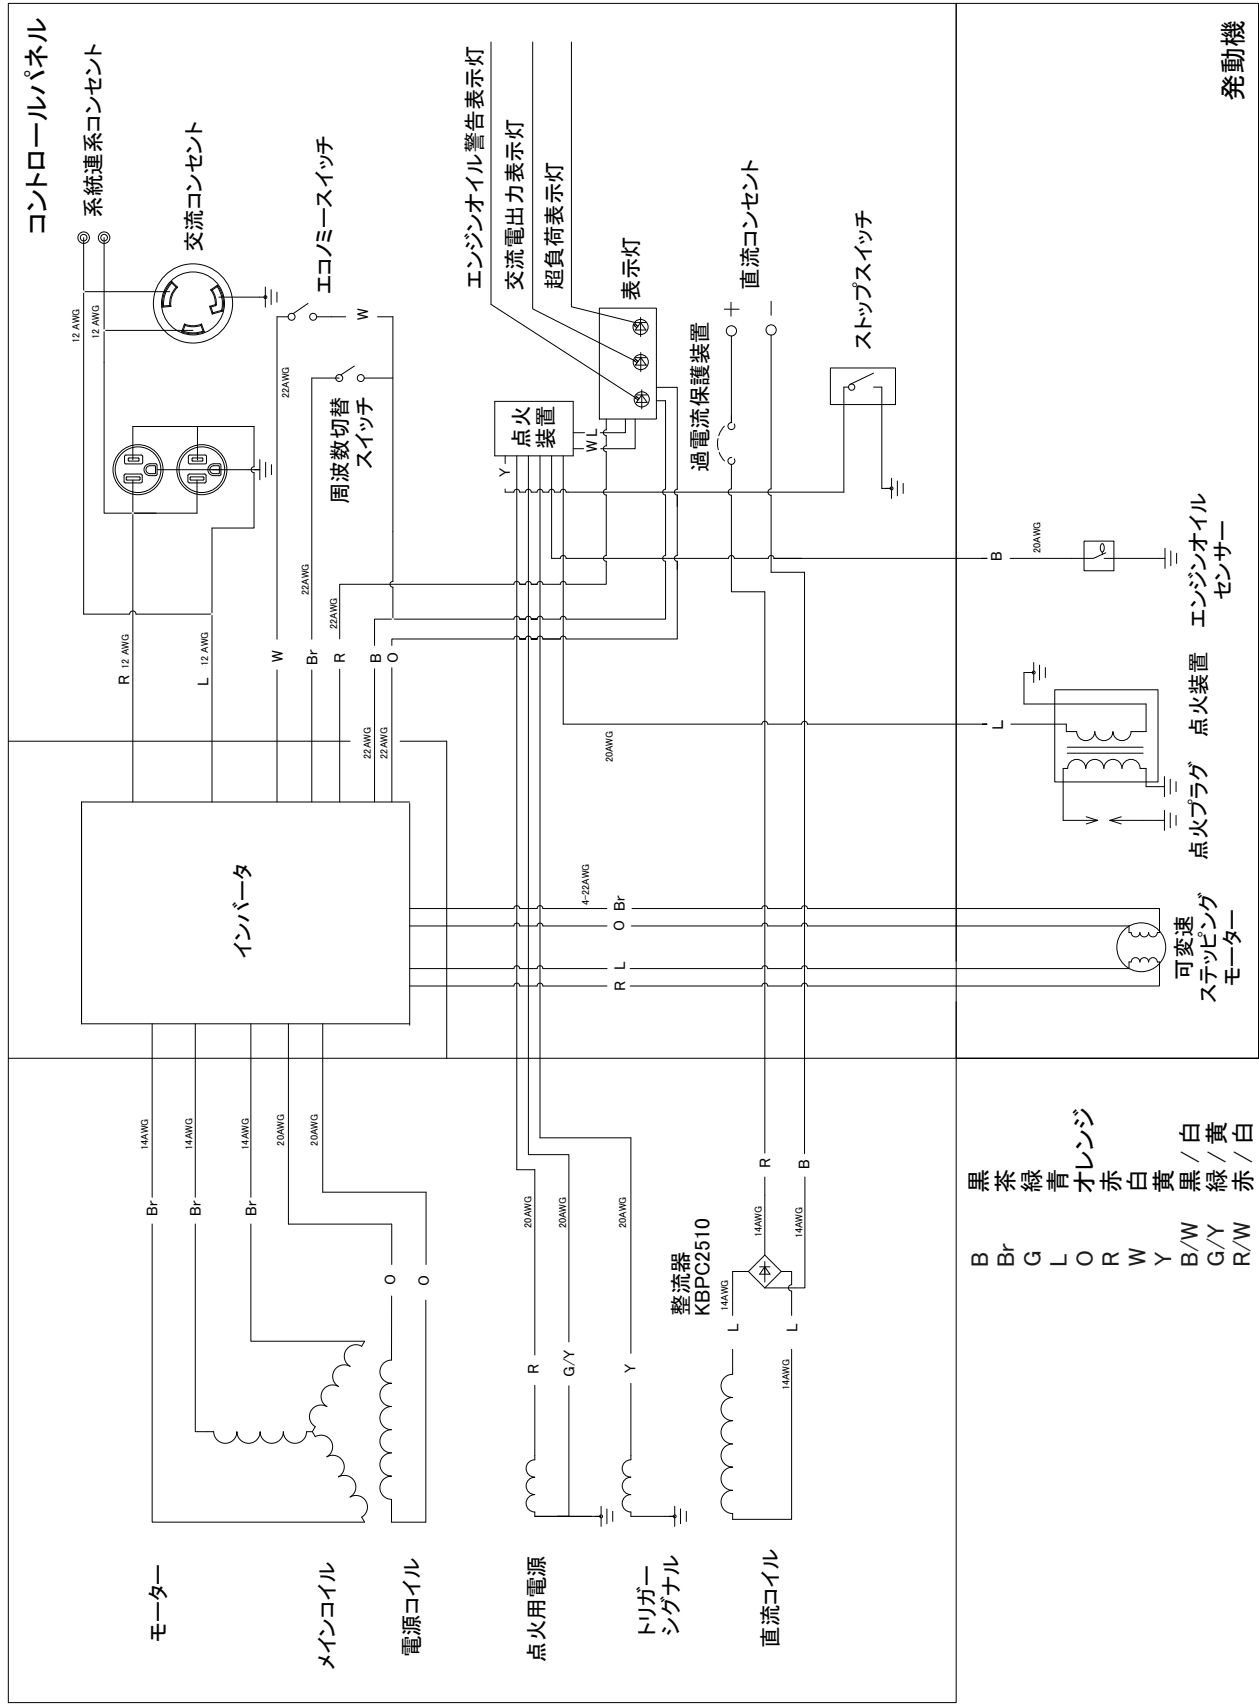 コントロールパネル
系統連系コンセント
交流コンセント
エコノミースイッチ
周波数切替
スイッチ
エンジンオイル警告表示灯
交流電出力表示灯
超負荷表示灯
表示灯
点火
装置
過電流保護装置
直流コンセント
+
−
ストップスイッチ
12 AWG
12 AWG
22AWG
W
22AWG
22AWG
Y
W
L
R 12 AWG
L 12 AWG
W
Br
R
B
O
22AWG
22AWG
20AWG
インバータ
4-22AWG
Br
O
L
R
発動機
B
20AWG
エンジンオイル
センサー
L
点火装置
点火プラグ
可変速
ステッピング
モーター
14AWG
14AWG
14AWG
20AWG
20AWG
Br
Br
Br
O
O
20AWG
20AWG
20AWG
R
G/Y
Y
整流器
KBPC2510
R
B
14AWG
14AWG
14AWG
14AWG
L
L
モーター
メインコイル
電源コイル
点火用電源
トリガー
シグナル
直流コイル
B 黒
Br 茶
G 緑
L 青
O オレンジ
R 赤
W 白
Y 黄
B/W 黒/白
G/Y 緑/黄
R/W 赤/白